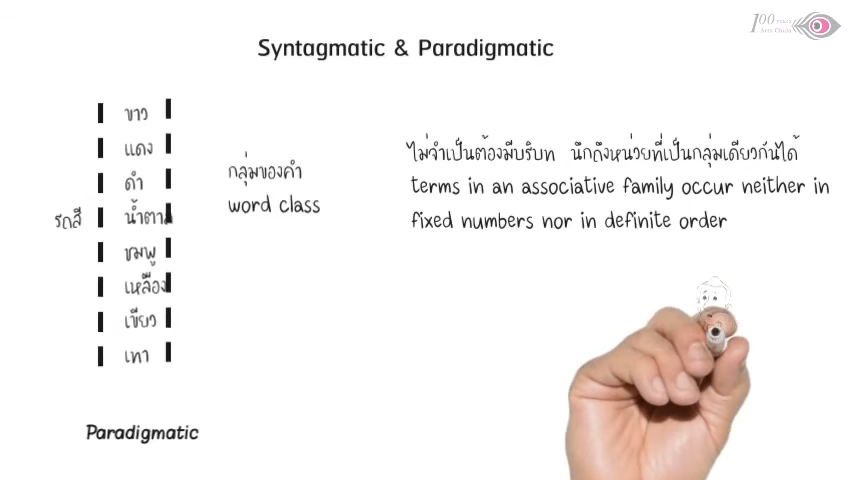 100 years
Arts Chula
Syntagmatic & Paradigmatic
ขาว
แดง
ดำ
รถสี
น้ำตาล
ชมพู
เหลือง
เขียว
เทา
กลุ่มของคำ
word class
ไม่จำเป็นต้องมีบริบท นึกถึงหน่วยที่เป็นกลุ่มเดียวกันได้
terms in an associative family occur neither in
fixed numbers nor in definite order
Paradigmatic